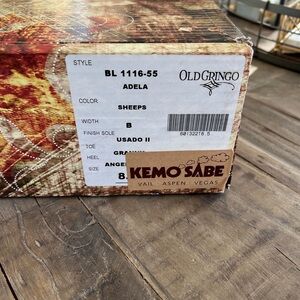 STYLE
BL 1116-55
OLD GRINGO
ADELA
COLOR
SHEEPS
WIDTH
B
FINISH SOLE
USADO II
TOE
HEEL
SIZE
8
KEMO SABE
VAIL ASPEN VEGAS